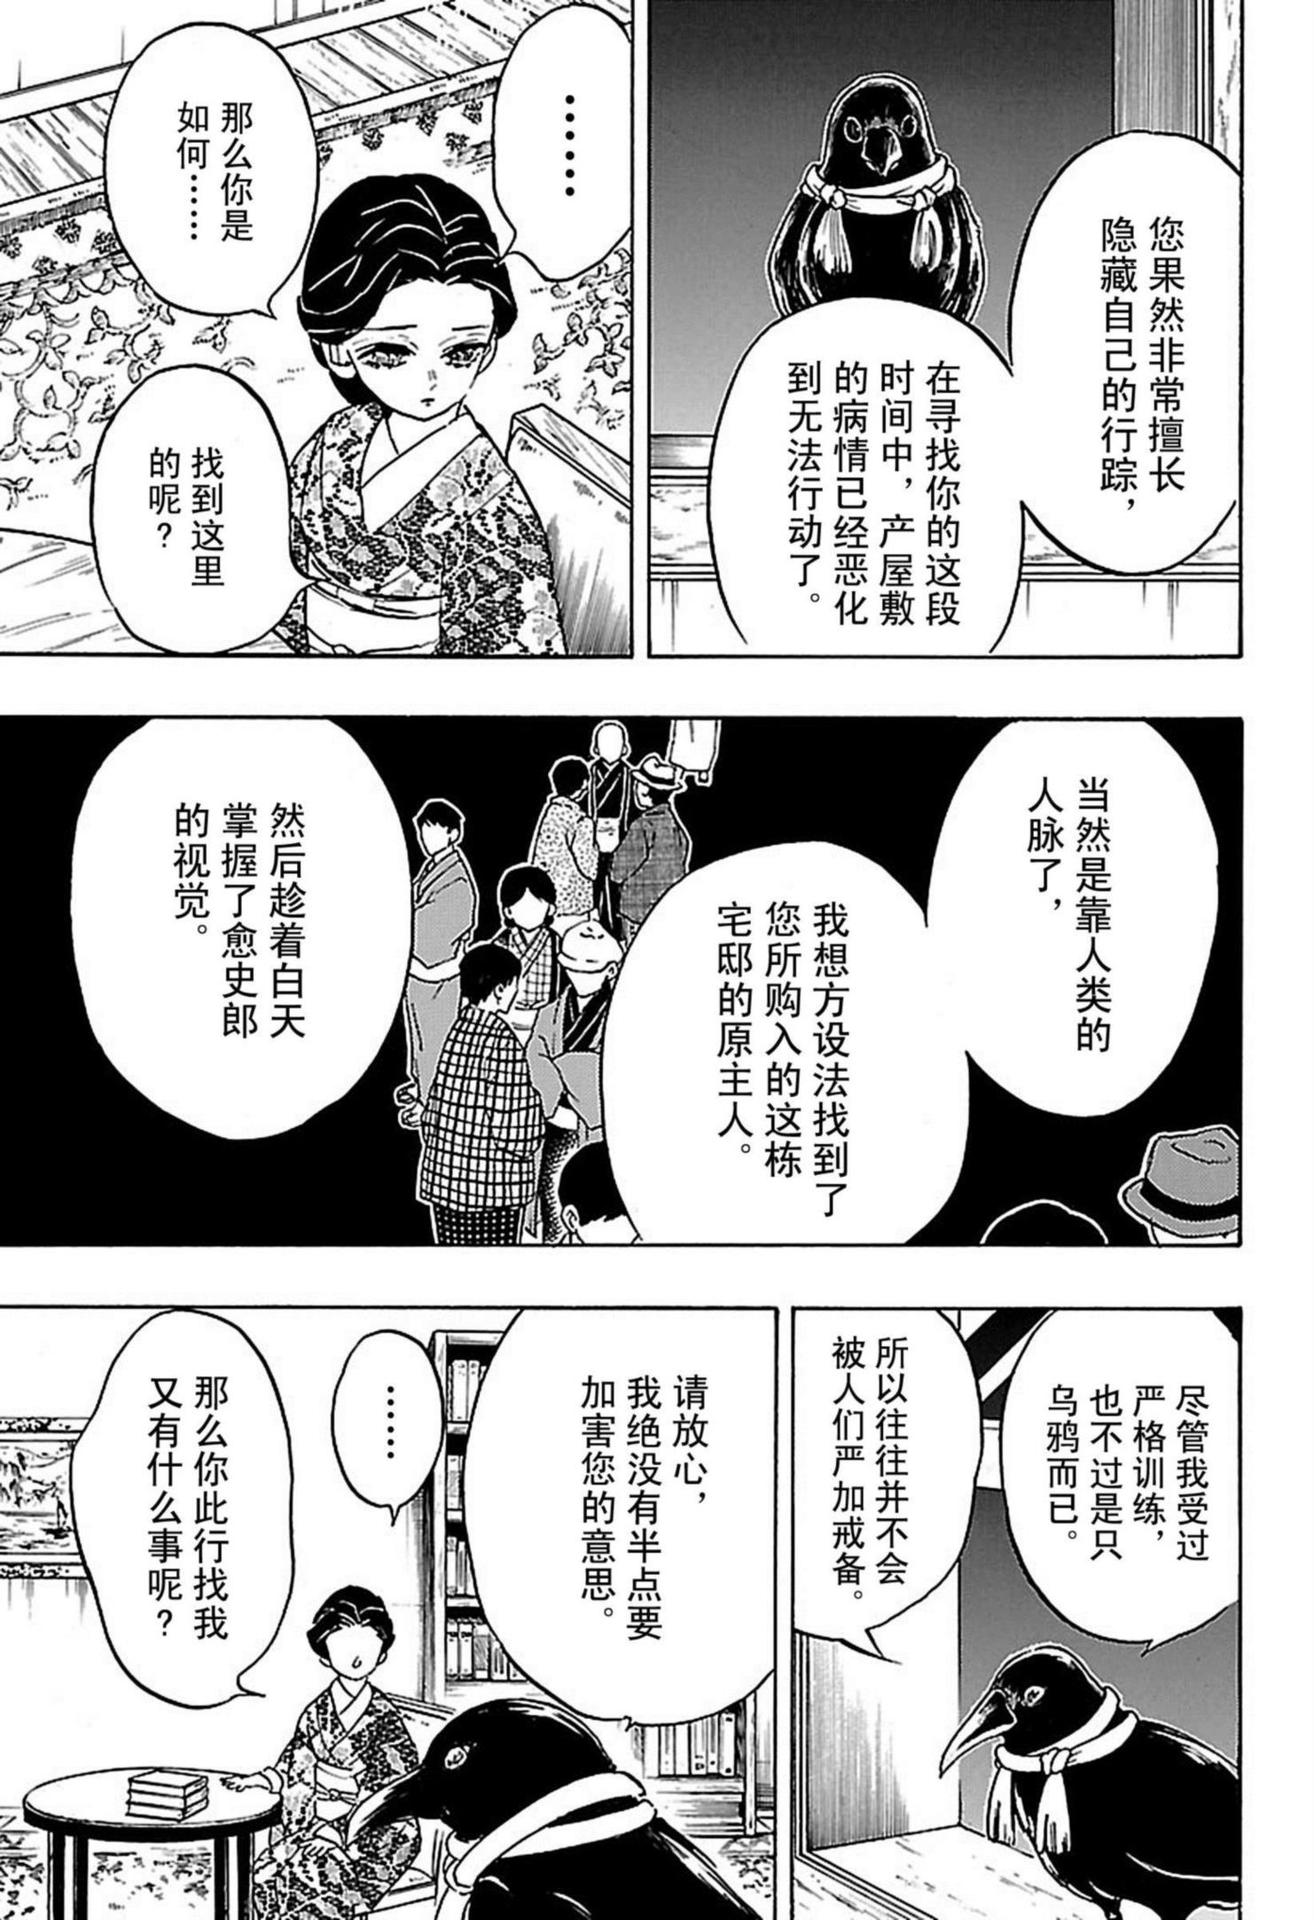 您果然非常擅长
隐藏自己的行踪，
在寻找你的这段
时间中，产屋敷
的病情已经恶化
到无法行动了。
……
那么你是
如何……
找到这里
的呢？
当然是靠人类的
人脉了，
我想方设法找到了
您所购入的这栋
宅邸的原主人。
然后趁着白天
掌握了愈史郎
的视觉。
尽管我受过
严格训练，
也不过是只
乌鸦而已。
所以往往并不会
被人们严加戒备。
请放心，
我绝没有半点要
加害您的意思。
……
那么你此行找我
又有什么事呢？